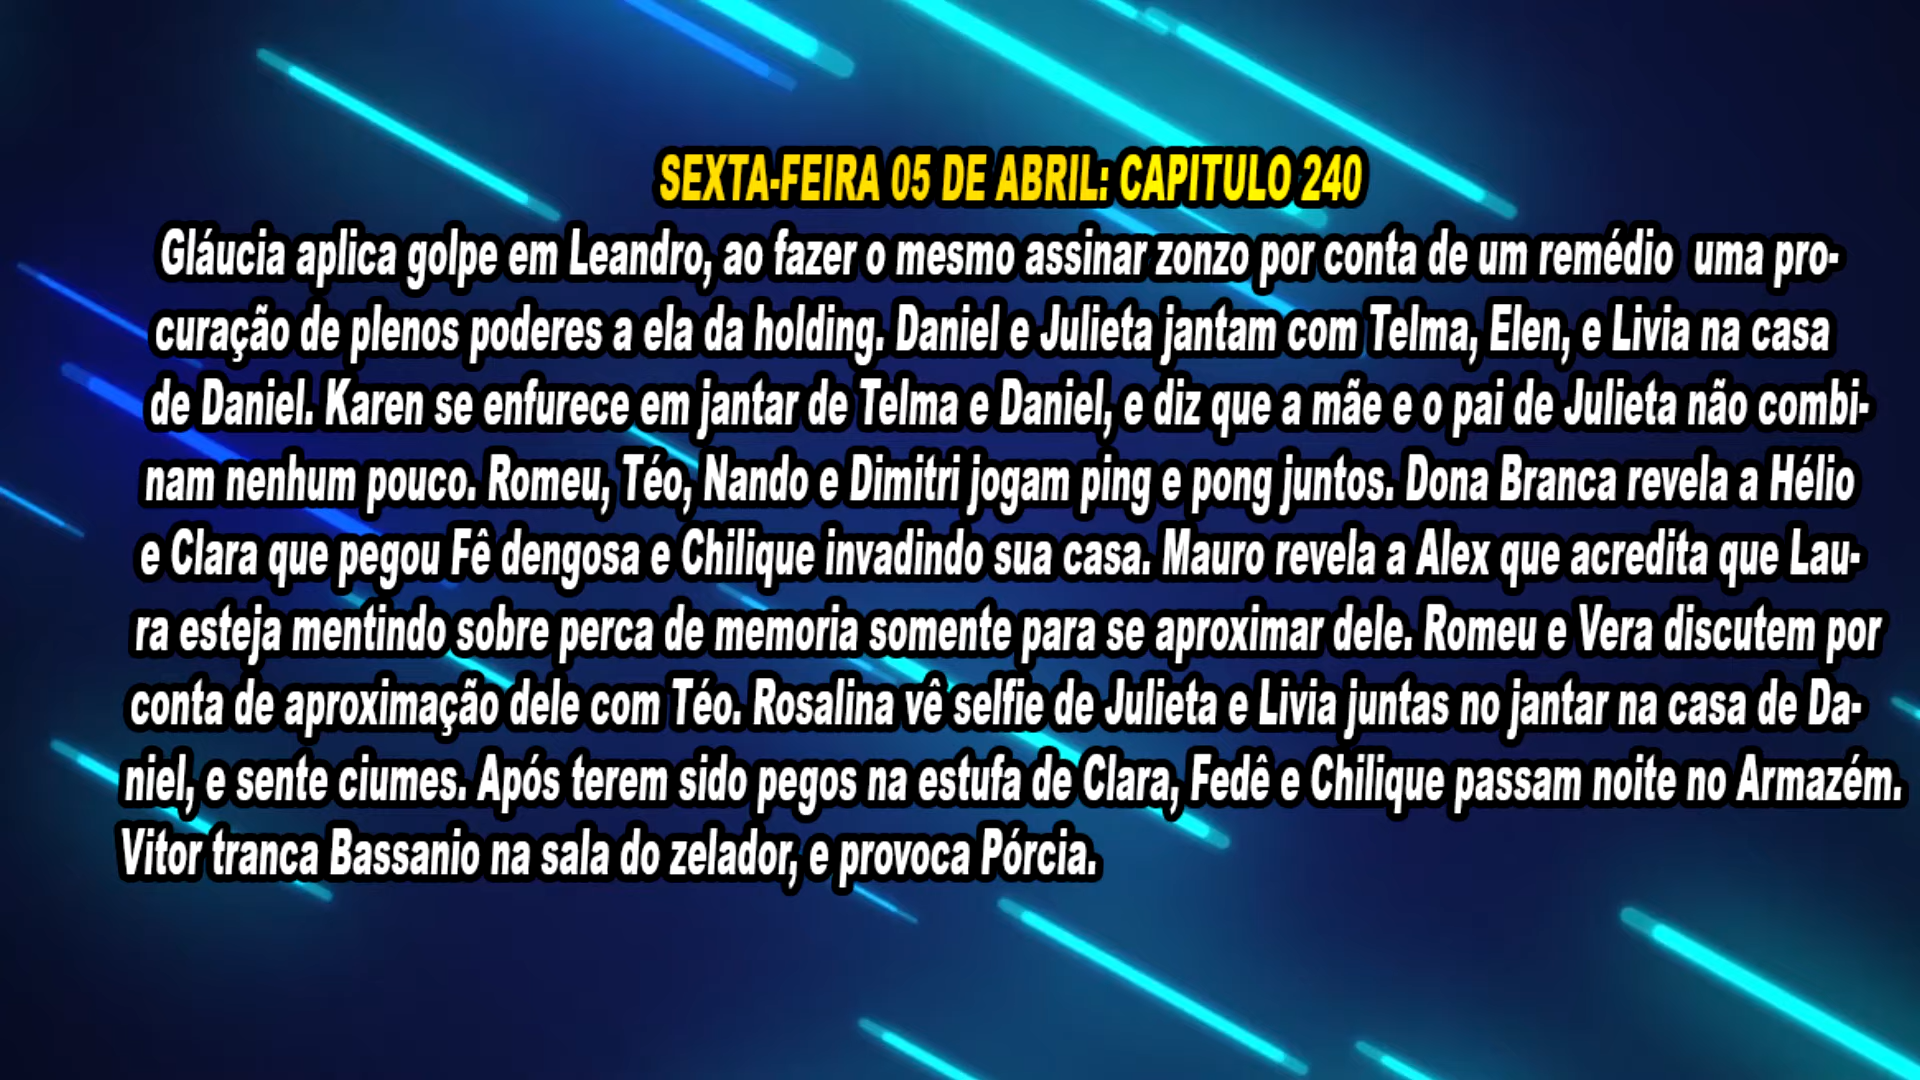 SEXTA-FEIRA 05 DE ABRIL: CAPITULO 240
Gláucia aplica golpe em Leandro, ao fazer o mesmo assinar zonzo por conta de um remédio  uma pro-
curação de plenos poderes a ela da holding. Daniel e Julieta jantam com Telma, Elen, e Livia na casa
de Daniel. Karen se enfurece em jantar de Telma e Daniel, e diz que a mãe e o pai de Julieta não combi-
nam nenhum pouco. Romeu, Téo, Nando e Dimitri jogam ping e pong juntos. Dona Branca revela a Hélio
e Clara que pegou Fê dengosa e Chilique invadindo sua casa. Mauro revela a Alex que acredita que Lau-
ra esteja mentindo sobre perca de memoria somente para se aproximar dele. Romeu e Vera discutem por
conta de aproximação dele com Téo. Rosalina vê selfie de Julieta e Livia juntas no jantar na casa de Da-
niel, e sente ciumes. Após terem sido pegos na estufa de Clara, Fedê e Chilique passam noite no Armazém.
Vitor tranca Bassanio na sala do zelador, e provoca Pórcia.